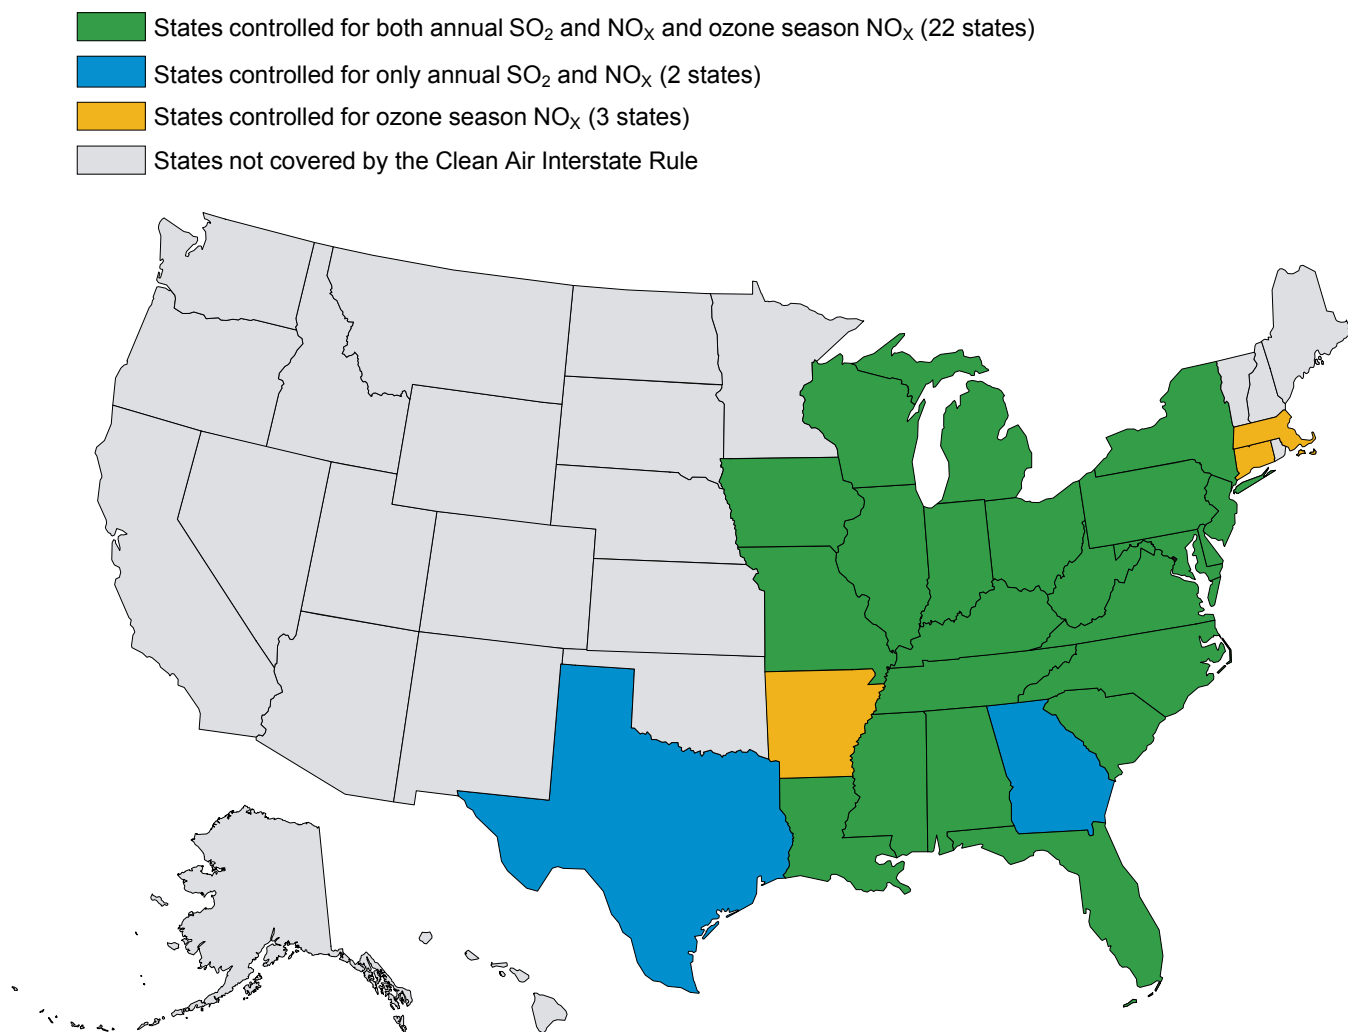 States controlled for both annual SO₂ and NOₓ and ozone season NOₓ (22 states)
States controlled for only annual SO₂ and NOₓ (2 states)
States controlled for ozone season NOₓ (3 states)
States not covered by the Clean Air Interstate Rule